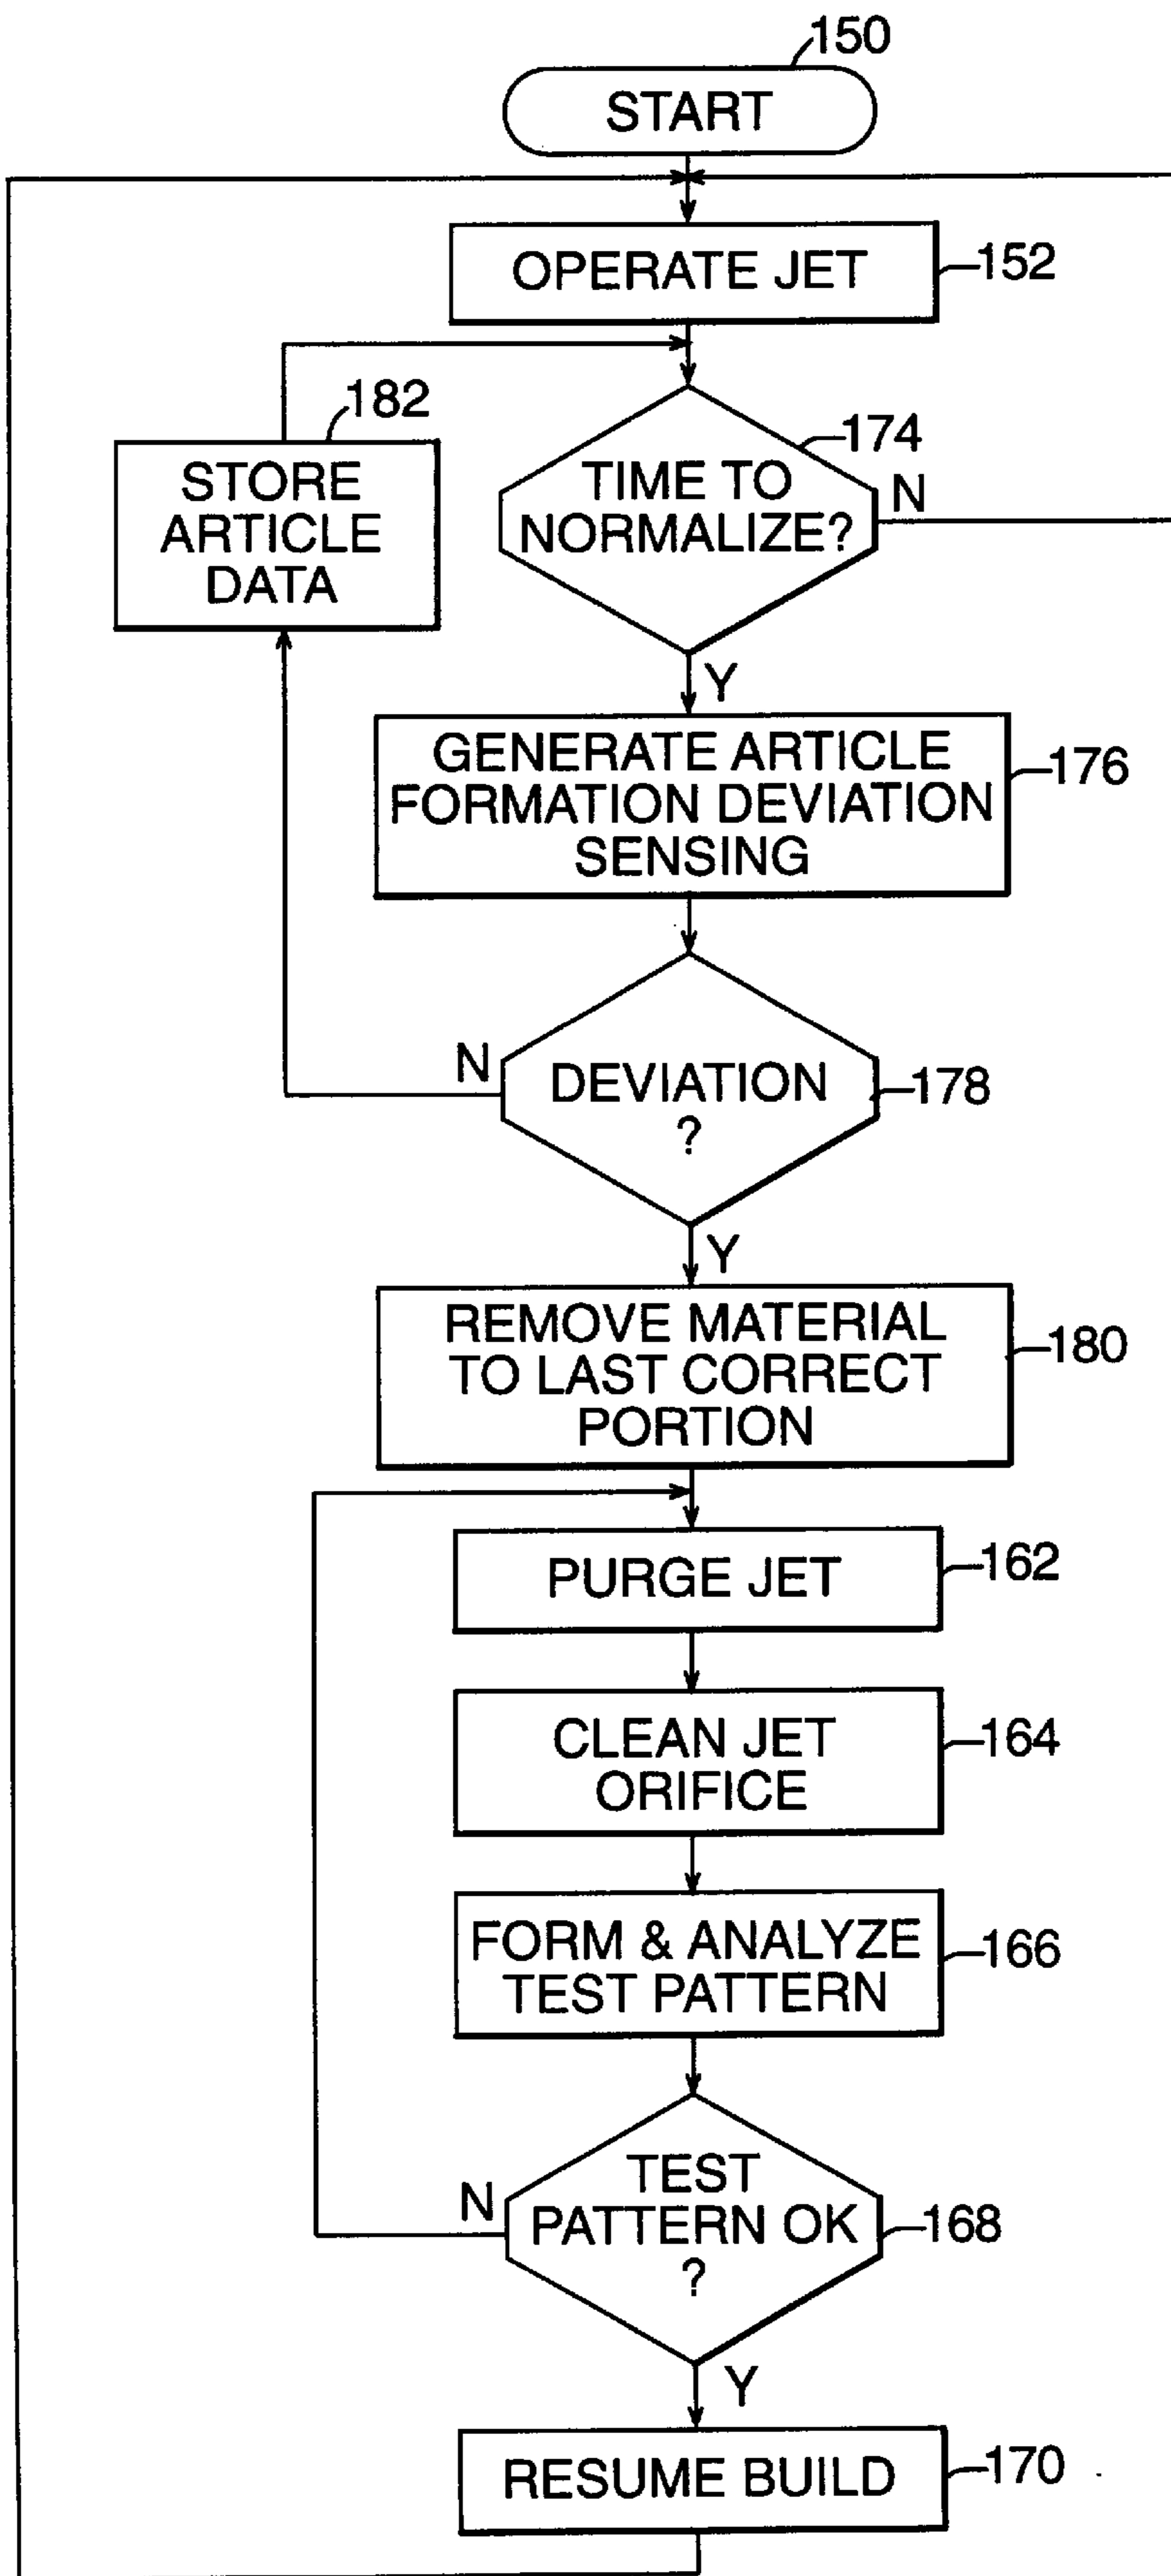 150
START
OPERATE JET
152
182
STORE
ARTICLE
DATA
174
TIME TO
NORMALIZE?
N
Y
GENERATE ARTICLE
FORMATION DEVIATION
SENSING
176
N
DEVIATION
?
178
Y
REMOVE MATERIAL
TO LAST CORRECT
PORTION
180
PURGE JET
162
CLEAN JET
ORIFICE
164
FORM & ANALYZE
TEST PATTERN
166
N
TEST
PATTERN OK
?
168
Y
RESUME BUILD
170